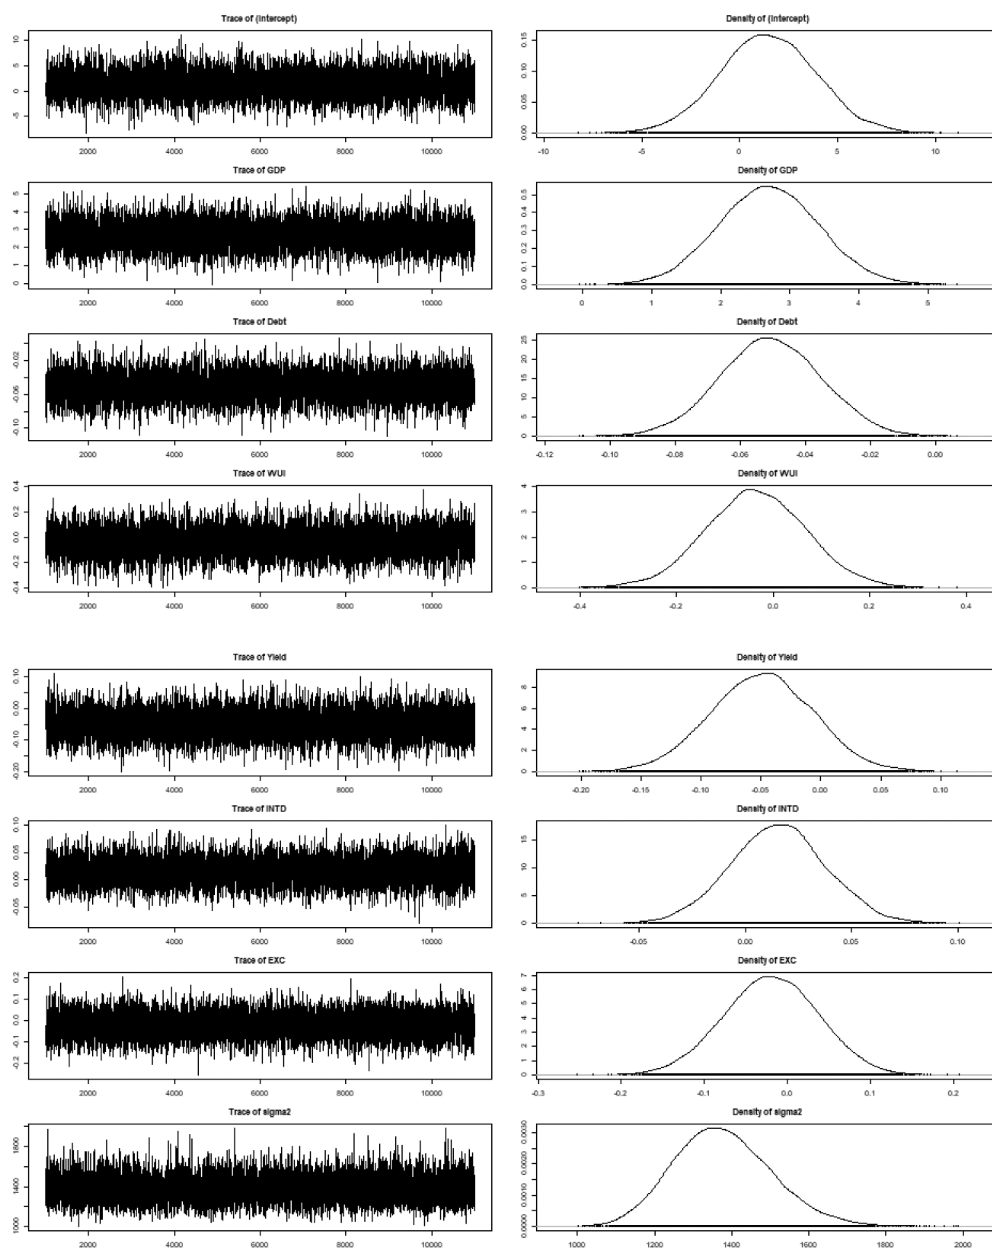 Trace of (Intercept)
Density of (Intercept)
10
5
0
-5
2000 4000 6000 8000 10000
0.15
0.10
0.05
0.00
-10 -5 0 5 10
Trace of GDP
Density of GDP
5
4
3
2
1
0
2000 4000 6000 8000 10000
0.5
0.4
0.3
0.2
0.1
0.0
0 1 2 3 4 5
Trace of Debt
Density of Debt
-0.02
-0.06
-0.10
2000 4000 6000 8000 10000
25
20
15
10
5
0
-0.12 -0.10 -0.08 -0.06 -0.04 -0.02 0.00
Trace of WUI
Density of WUI
0.4
0.2
0.0
-0.2
-0.4
2000 4000 6000 8000 10000
4
3
2
1
0
-0.4 -0.2 0.0 0.2 0.4
Trace of Yield
Density of Yield
0.10
0.00
-0.10
-0.20
2000 4000 6000 8000 10000
8
6
4
2
0
-0.20 -0.15 -0.10 -0.05 0.00 0.05 0.10
Trace of INTD
Density of INTD
0.10
0.05
0.00
-0.05
2000 4000 6000 8000 10000
15
10
5
0
-0.05 0.00 0.05 0.10
Trace of EXC
Density of EXC
0.2
0.1
0.0
-0.1
-0.2
2000 4000 6000 8000 10000
7
6
5
4
3
2
1
0
-0.3 -0.2 -0.1 0.0 0.1 0.2
Trace of sigma2
Density of sigma2
1800
1400
1000
2000 4000 6000 8000 10000
0.0030
0.0020
0.0010
0.0000
1000 1200 1400 1600 1800 2000